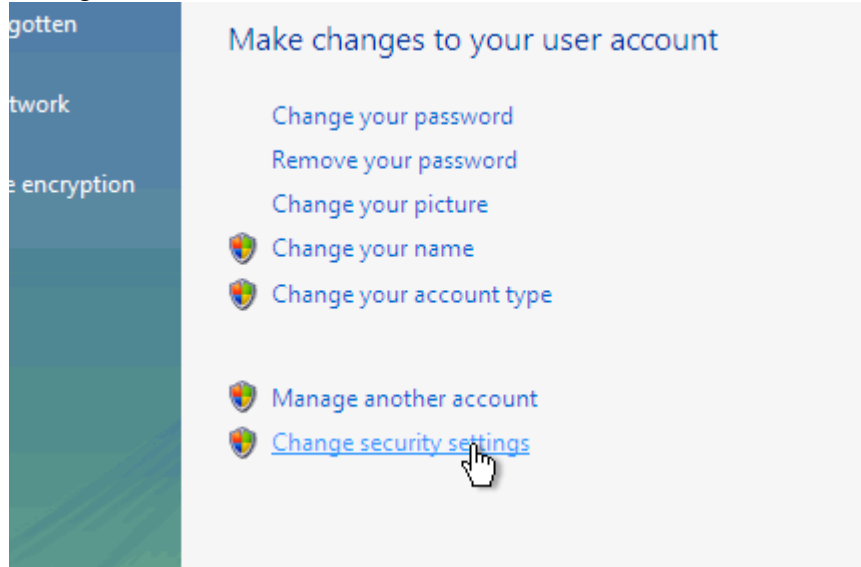 gotten
twork
e encryption
Make changes to your user account
Change your password
Remove your password
Change your picture
Change your name
Change your account type
Manage another account
Change security settings